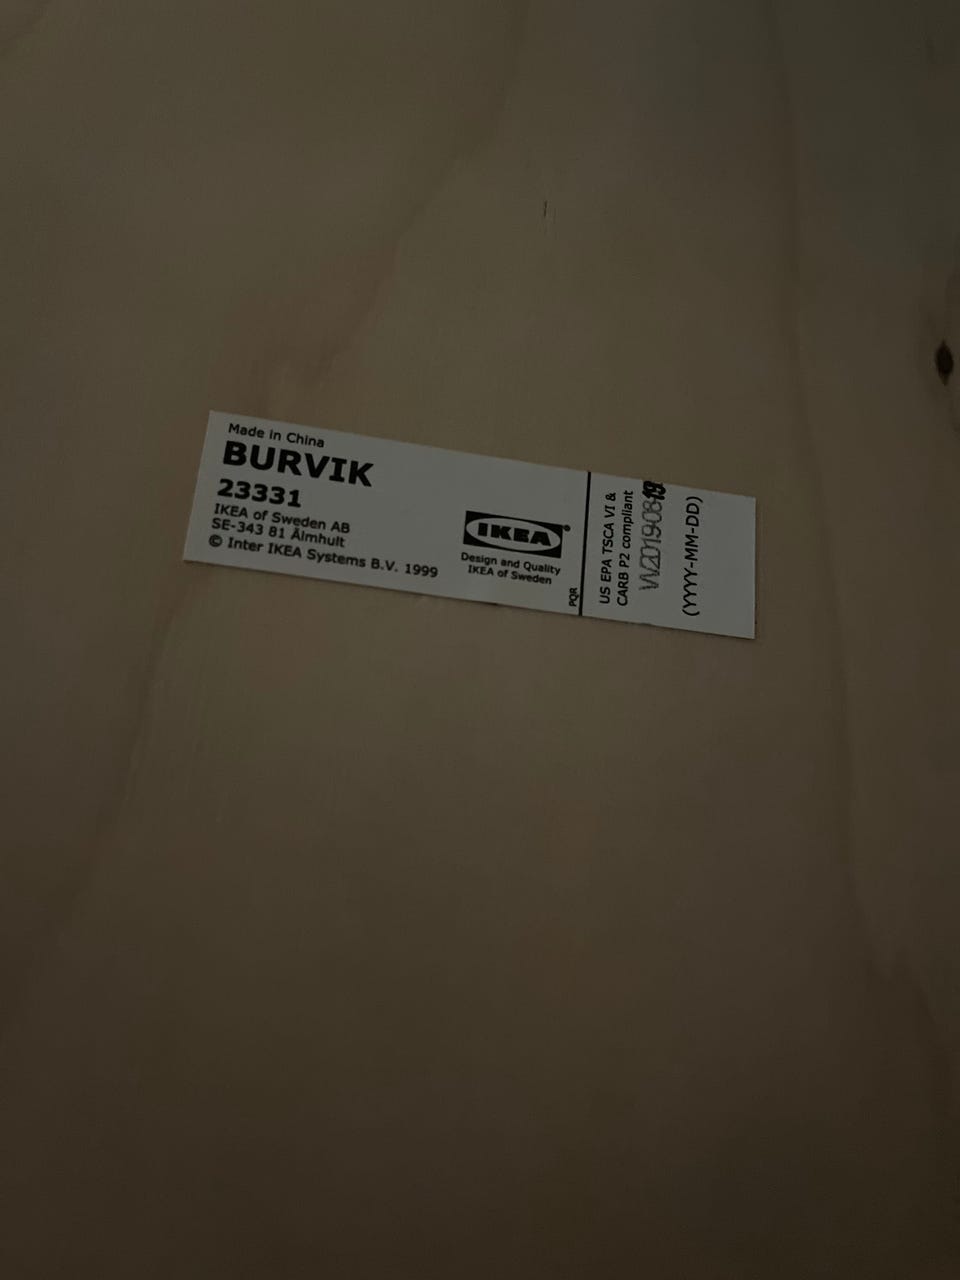 Made in China
BURVIK
23331
IKEA of Sweden AB
SE-343 81 Älmhult
© Inter IKEA Systems B.V. 1999
IKEA®
Design and Quality
IKEA of Sweden
PQR
US EPA TSCA VI &
CARB P2 compliant
(YYYY-MM-DD)